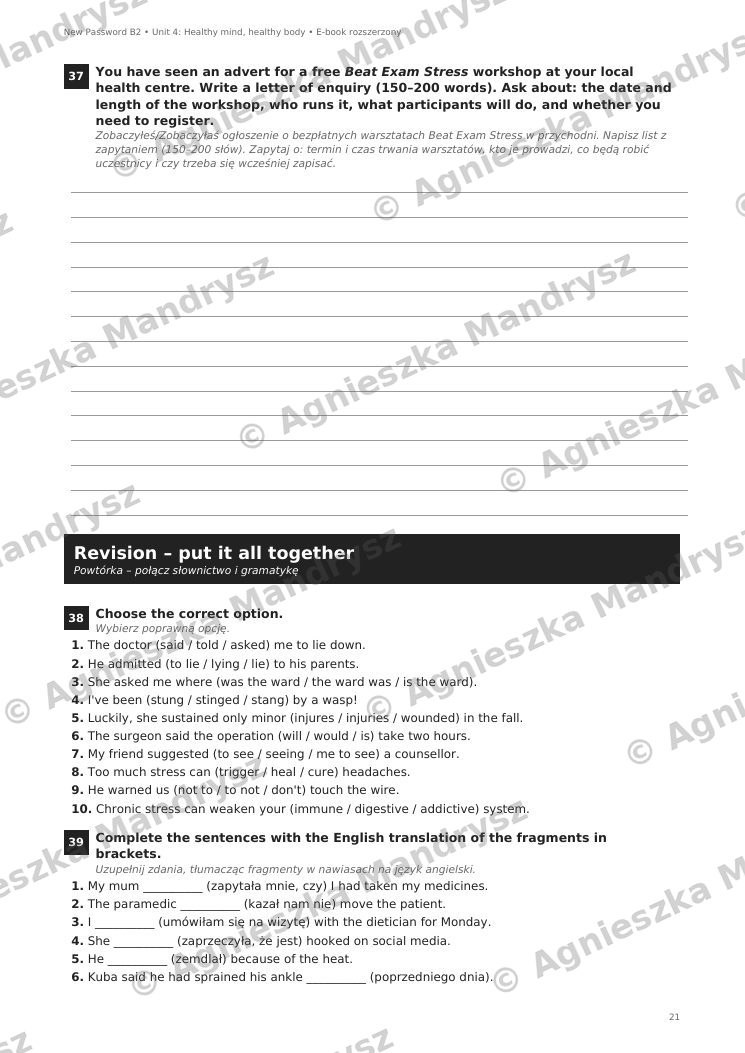 New Password B2 • Unit 4: Healthy mind, healthy body • E-book rozszerzony
37 You have seen an advert for a free Beat Exam Stress workshop at your local
health centre. Write a letter of enquiry (150–200 words). Ask about: the date and
length of the workshop, who runs it, what participants will do, and whether you
need to register.
Zobaczyłeś/Zobaczyłaś ogłoszenie o bezpłatnych warsztatach Beat Exam Stress w przychodni. Napisz list z
zapytaniem (150–200 słów). Zapytaj o: termin i czas trwania warsztatów, kto je prowadzi, co będą robić
uczestnicy i czy trzeba się wcześniej zapisać.
Revision – put it all together
Powtórka – połącz słownictwo i gramatykę
38 Choose the correct option.
Wybierz poprawną opcję.
1. The doctor (said / told / asked) me to lie down.
2. He admitted (to lie / lying / lie) to his parents.
3. She asked me where (was the ward / the ward was / is the ward).
4. I've been (stung / stinged / stang) by a wasp!
5. Luckily, she sustained only minor (injures / injuries / wounded) in the fall.
6. The surgeon said the operation (will / would / is) take two hours.
7. My friend suggested (to see / seeing / me to see) a counsellor.
8. Too much stress can (trigger / heal / cure) headaches.
9. He warned us (not to / to not / don't) touch the wire.
10. Chronic stress can weaken your (immune / digestive / addictive) system.
39 Complete the sentences with the English translation of the fragments in
brackets.
Uzupełnij zdania, tłumacząc fragmenty w nawiasach na język angielski.
1. My mum __________ (zapytała mnie, czy) I had taken my medicines.
2. The paramedic __________ (kazał nam nie) move the patient.
3. I __________ (umówiłam się na wizytę) with the dietician for Monday.
4. She __________ (zaprzeczyła, że jest) hooked on social media.
5. He __________ (zemdlał) because of the heat.
6. Kuba said he had sprained his ankle __________ (poprzedniego dnia).
21
© Agnieszka Mandrysz